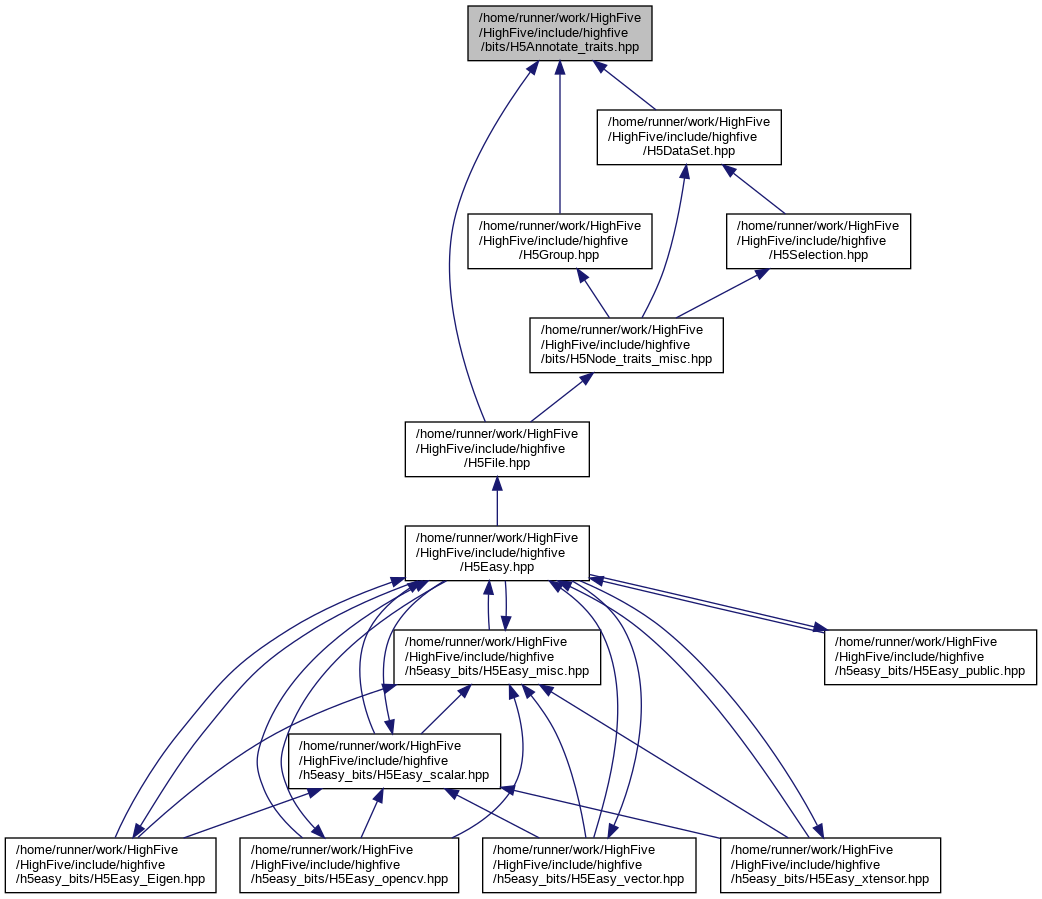 /home/runner/work/HighFive
/HighFive/include/highfive
/bits/H5Annotate_traits.hpp
/home/runner/work/HighFive
/HighFive/include/highfive
/H5DataSet.hpp
/home/runner/work/HighFive
/HighFive/include/highfive
/H5Group.hpp
/home/runner/work/HighFive
/HighFive/include/highfive
/H5Selection.hpp
/home/runner/work/HighFive
/HighFive/include/highfive
/bits/H5Node_traits_misc.hpp
/home/runner/work/HighFive
/HighFive/include/highfive
/H5File.hpp
/home/runner/work/HighFive
/HighFive/include/highfive
/H5Easy.hpp
/home/runner/work/HighFive
/HighFive/include/highfive
/h5easy_bits/H5Easy_misc.hpp
/home/runner/work/HighFive
/HighFive/include/highfive
/h5easy_bits/H5Easy_public.hpp
/home/runner/work/HighFive
/HighFive/include/highfive
/h5easy_bits/H5Easy_scalar.hpp
/home/runner/work/HighFive
/HighFive/include/highfive
/h5easy_bits/H5Easy_Eigen.hpp
/home/runner/work/HighFive
/HighFive/include/highfive
/h5easy_bits/H5Easy_opencv.hpp
/home/runner/work/HighFive
/HighFive/include/highfive
/h5easy_bits/H5Easy_vector.hpp
/home/runner/work/HighFive
/HighFive/include/highfive
/h5easy_bits/H5Easy_xtensor.hpp